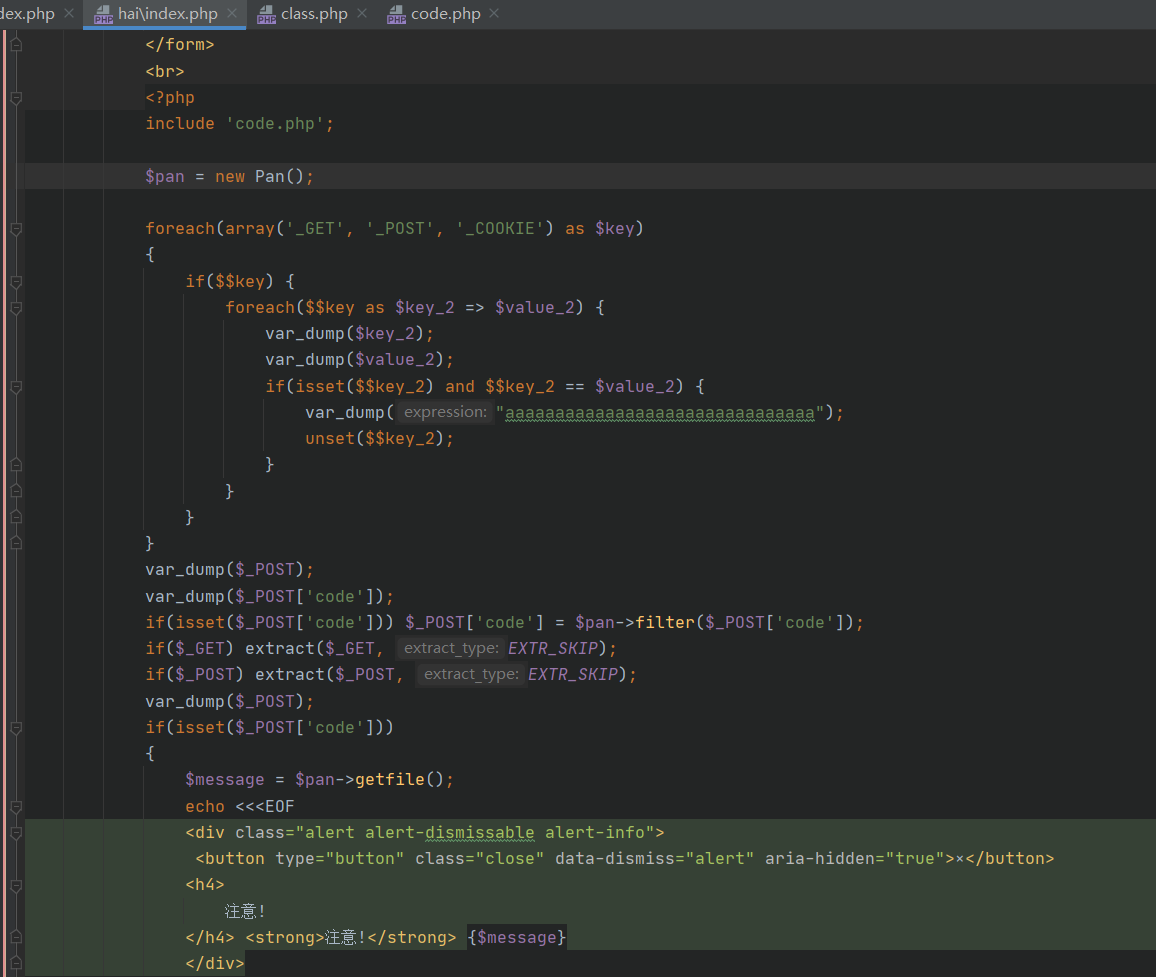 dex.php × hai\index.php × class.php × code.php ×
</form>
<br>
<?php
include 'code.php';
$pan = new Pan();
foreach(array('_GET', '_POST', '_COOKIE') as $key)
{
if($$key) {
foreach($$key as $key_2 => $value_2) {
var_dump($key_2);
var_dump($value_2);
if(isset($$key_2) and $$key_2 == $value_2) {
var_dump( expression: "aaaaaaaaaaaaaaaaaaaaaaaaaaaaaaa");
unset($$key_2);
}
}
}
}
var_dump($_POST);
var_dump($_POST['code']);
if(isset($_POST['code'])) $_POST['code'] = $pan->filter($_POST['code']);
if($_GET) extract($_GET, extract_type: EXTR_SKIP);
if($_POST) extract($_POST, extract_type: EXTR_SKIP);
var_dump($_POST);
if(isset($_POST['code']))
{
$message = $pan->getfile();
echo <<<EOF
<div class="alert alert-dismissable alert-info">
<button type="button" class="close" data-dismiss="alert" aria-hidden="true">×</button>
<h4>
注意!
</h4> <strong>注意!</strong> {$message}
</div>